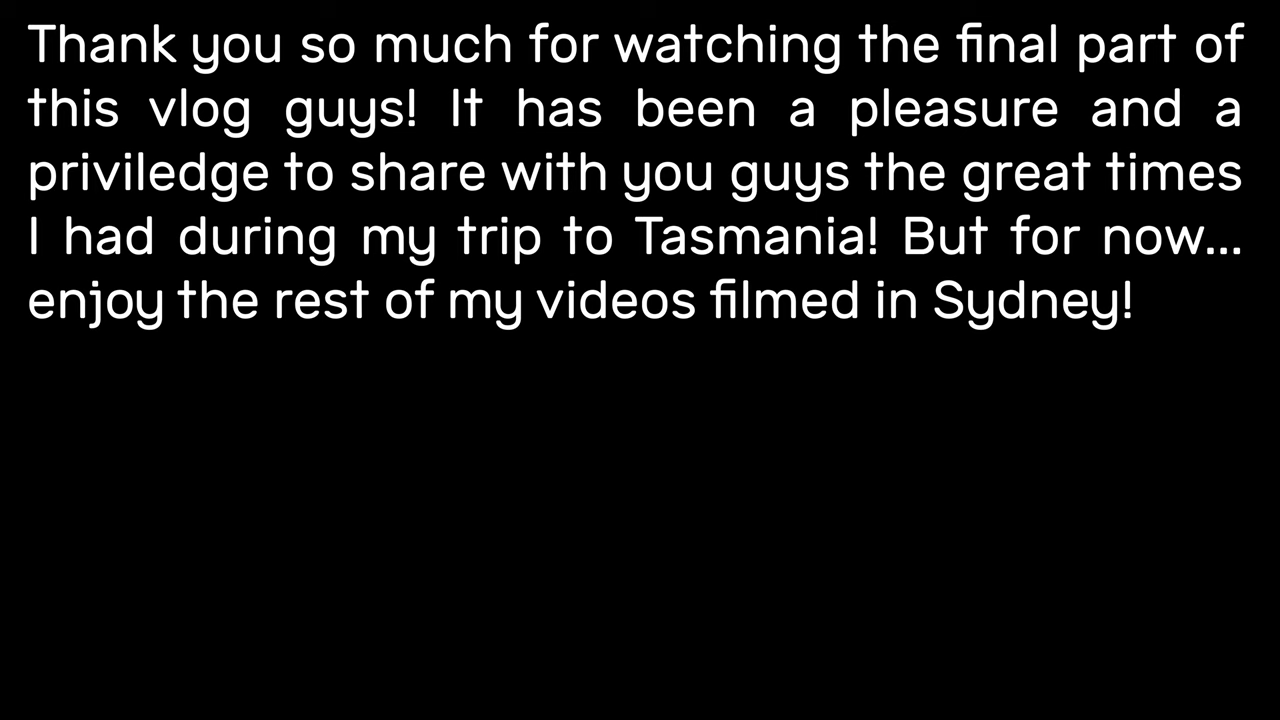 Thank you so much for watching the final part of
this vlog guys! It has been a pleasure and a
priviledge to share with you guys the great times
I had during my trip to Tasmania! But for now...
enjoy the rest of my videos filmed in Sydney!